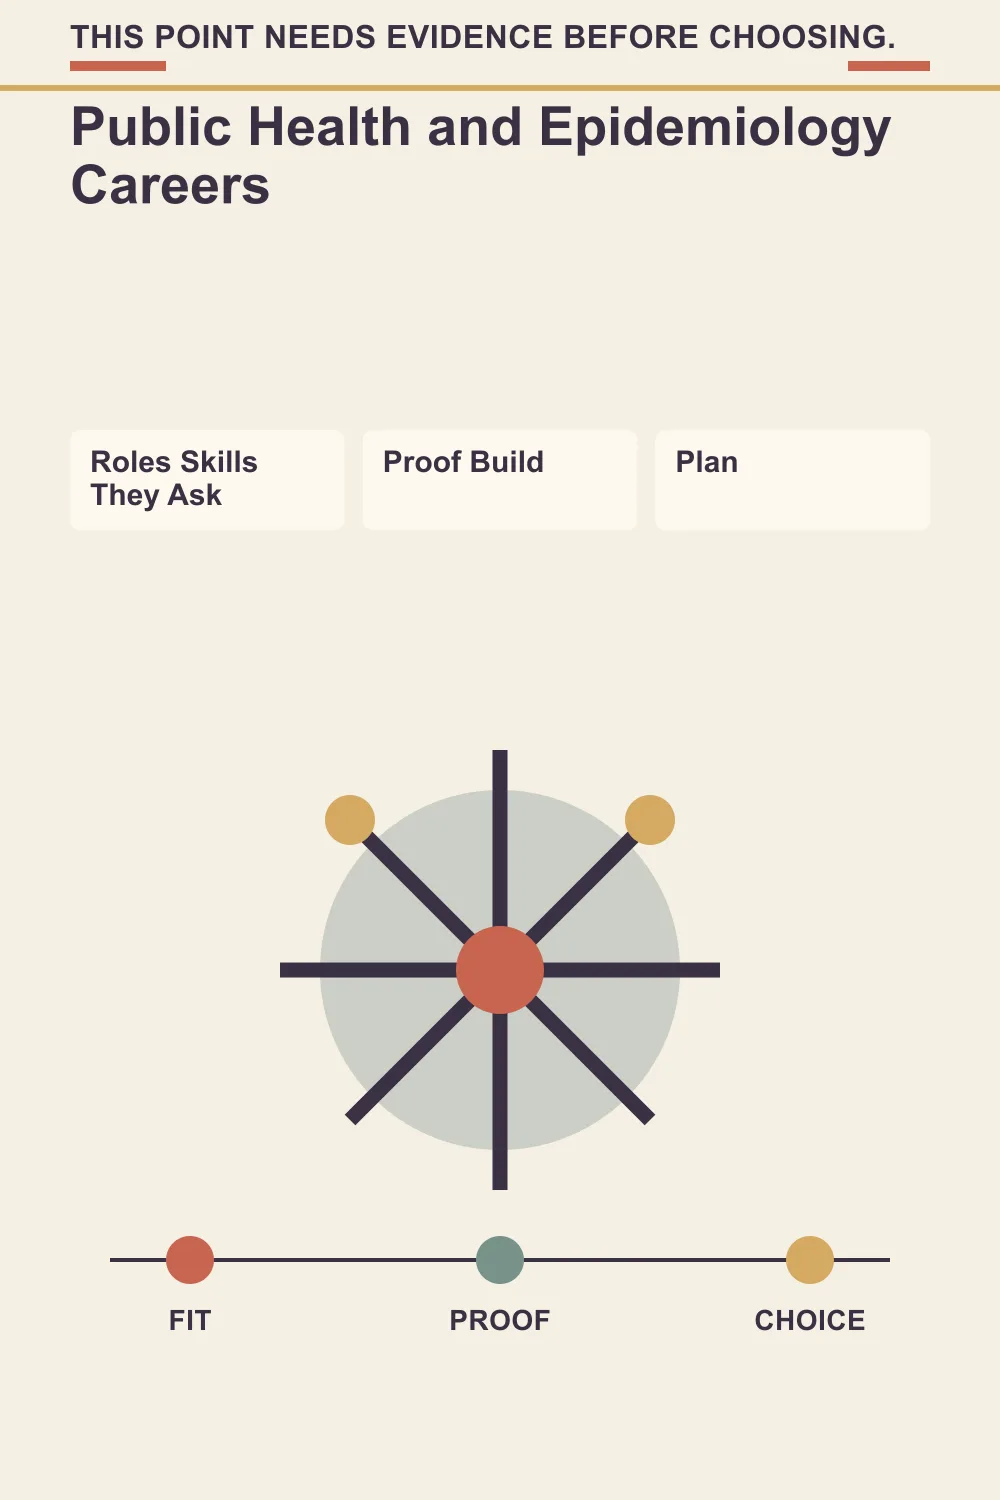 THIS POINT NEEDS EVIDENCE BEFORE CHOOSING.
Public Health and Epidemiology
Careers
Roles Skills
They Ask
Proof Build
Plan
FIT
PROOF
CHOICE